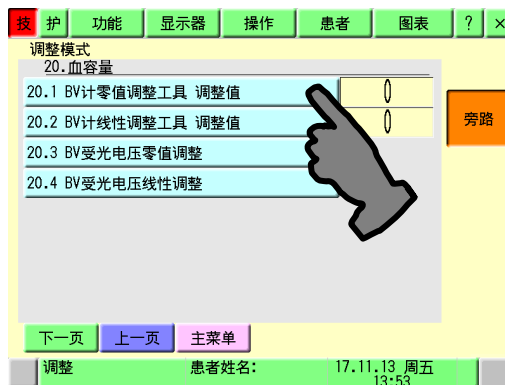 技 护 功能 显示器 操作 患者 图表 ? ×
调整模式
20.血容量
20.1 BV计零值调整工具 调整值 0
20.2 BV计线性调整工具 调整值 0
旁路
20.3 BV受光电压零值调整
20.4 BV受光电压线性调整
下一页 上一页 主菜单
调整 患者姓名: 17.11.13 周五
13:53